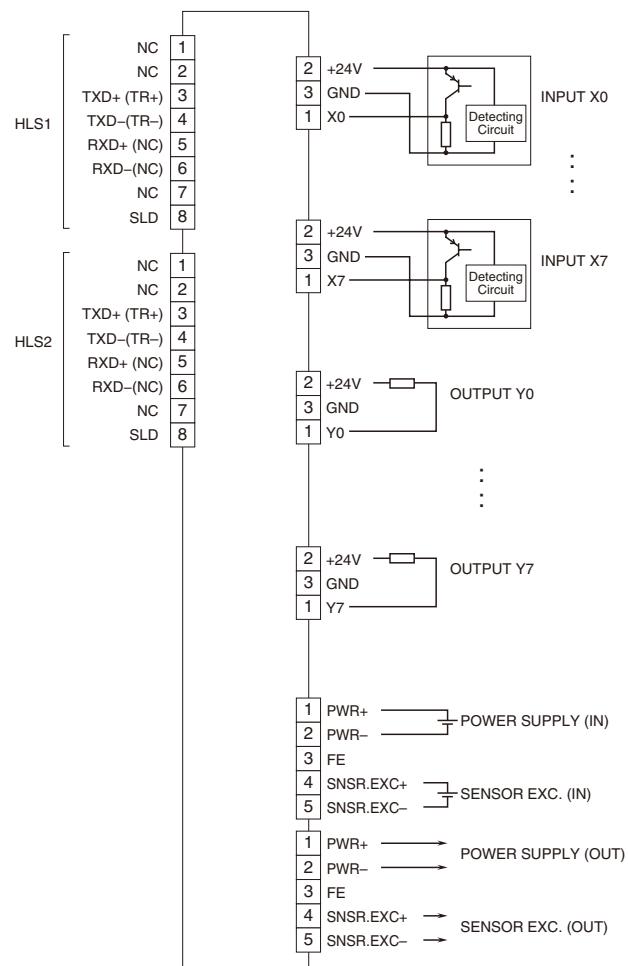 HLS1
NC 1
NC 2
TXD+ (TR+) 3
TXD−(TR−) 4
RXD+ (NC) 5
RXD−(NC) 6
NC 7
SLD 8
HLS2
NC 1
NC 2
TXD+ (TR+) 3
TXD−(TR−) 4
RXD+ (NC) 5
RXD−(NC) 6
NC 7
SLD 8
2 +24V
3 GND
1 X0
Detecting
Circuit
INPUT X0
2 +24V
3 GND
1 X7
Detecting
Circuit
INPUT X7
2 +24V
3 GND
1 Y0
OUTPUT Y0
2 +24V
3 GND
1 Y7
OUTPUT Y7
1 PWR+
2 PWR−
POWER SUPPLY (IN)
3 FE
4 SNSR.EXC+
5 SNSR.EXC−
SENSOR EXC. (IN)
1 PWR+
2 PWR−
POWER SUPPLY (OUT)
3 FE
4 SNSR.EXC+
5 SNSR.EXC−
SENSOR EXC. (OUT)